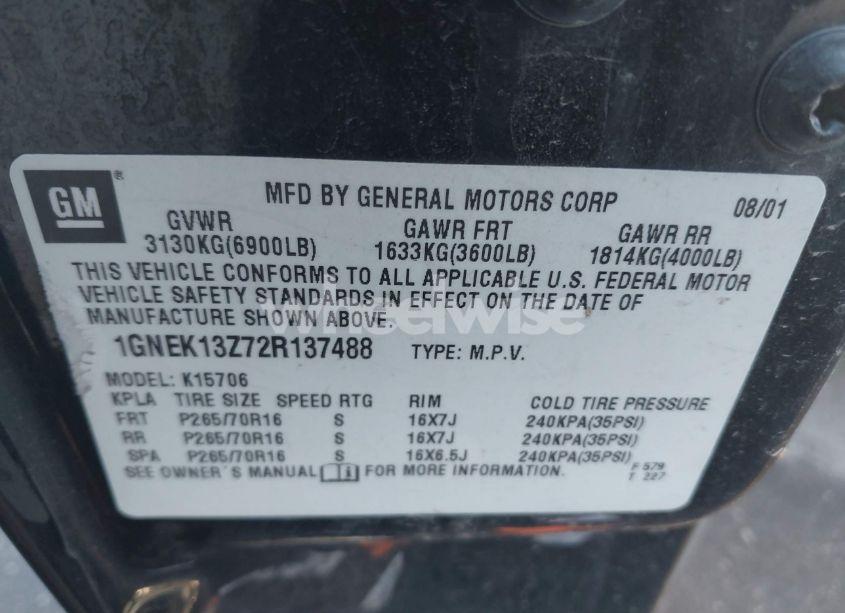 GM®
MFD BY GENERAL MOTORS CORP 08/01
GVWR GAWR FRT GAWR RR
3130KG(6900LB) 1633KG(3600LB) 1814KG(4000LB)
THIS VEHICLE CONFORMS TO ALL APPLICABLE U.S. FEDERAL MOTOR
VEHICLE SAFETY STANDARDS IN EFFECT ON THE DATE OF
MANUFACTURE SHOWN ABOVE.
wheelwise
1GNEK13Z72R137488 TYPE: M.P.V.
MODEL: K15706
KPLA TIRE SIZE SPEED RTG RIM COLD TIRE PRESSURE
FRT P265/70R16 S 16X7J 240KPA(35PSI)
RR P265/70R16 S 16X7J 240KPA(35PSI)
SPA P265/70R16 S 16X6.5J 240KPA(35PSI)
SEE OWNER'S MANUAL i FOR MORE INFORMATION.
F 579
T 227